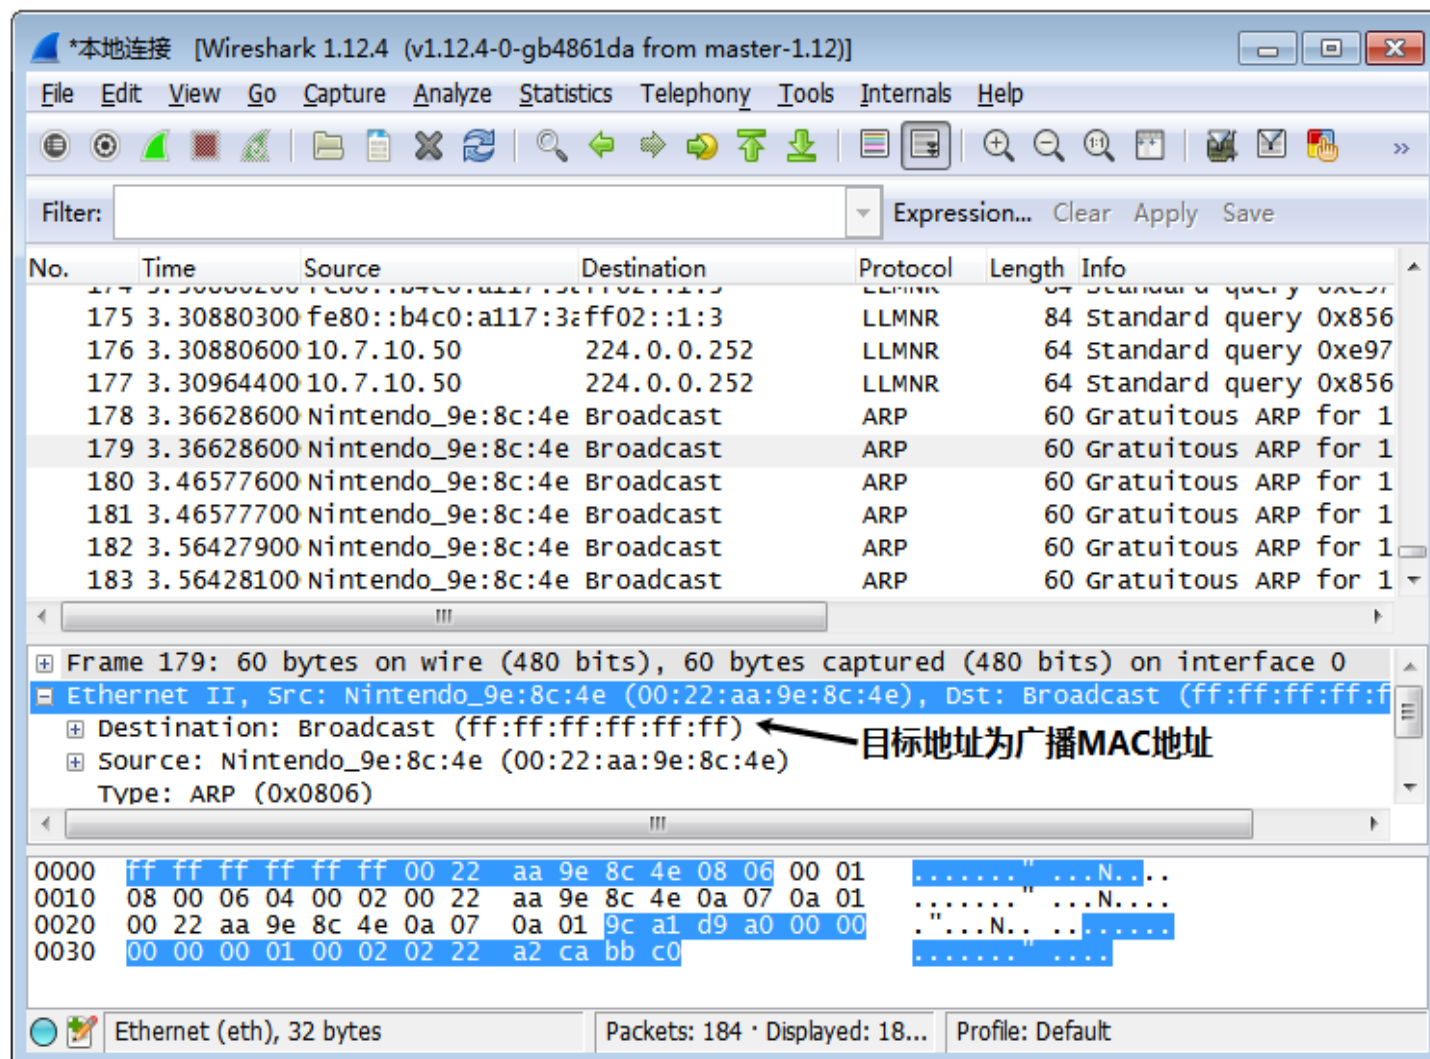 *本地连接 [Wireshark 1.12.4 (v1.12.4-0-gb4861da from master-1.12)]
File Edit View Go Capture Analyze Statistics Telephony Tools Internals Help
Filter: Expression... Clear Apply Save
No. Time Source Destination Protocol Length Info
175 3.30880300 fe80::b4c0:a117:3a ff02::1:3 LLMNR 84 Standard query 0x856
176 3.30880600 10.7.10.50 224.0.0.252 LLMNR 64 Standard query 0xe97
177 3.30964400 10.7.10.50 224.0.0.252 LLMNR 64 Standard query 0x856
178 3.36628600 Nintendo_9e:8c:4e Broadcast ARP 60 Gratuitous ARP for 1
179 3.36628600 Nintendo_9e:8c:4e Broadcast ARP 60 Gratuitous ARP for 1
180 3.46577600 Nintendo_9e:8c:4e Broadcast ARP 60 Gratuitous ARP for 1
181 3.46577700 Nintendo_9e:8c:4e Broadcast ARP 60 Gratuitous ARP for 1
182 3.56427900 Nintendo_9e:8c:4e Broadcast ARP 60 Gratuitous ARP for 1
183 3.56428100 Nintendo_9e:8c:4e Broadcast ARP 60 Gratuitous ARP for 1
Frame 179: 60 bytes on wire (480 bits), 60 bytes captured (480 bits) on interface 0
Ethernet II, Src: Nintendo_9e:8c:4e (00:22:aa:9e:8c:4e), Dst: Broadcast (ff:ff:ff:ff:f
Destination: Broadcast (ff:ff:ff:ff:ff:ff)
目标地址为广播MAC地址
Source: Nintendo_9e:8c:4e (00:22:aa:9e:8c:4e)
Type: ARP (0x0806)
0000 ff ff ff ff ff ff 00 22 aa 9e 8c 4e 08 06 00 01 ......." ...N....
0010 08 00 06 04 00 02 00 22 aa 9e 8c 4e 0a 07 0a 01 ......." ...N....
0020 00 22 aa 9e 8c 4e 0a 07 0a 01 9c a1 d9 a0 00 00 ."...N.. ........
0030 00 00 00 01 00 02 02 22 a2 ca bb c0 ......." ....
Ethernet (eth), 32 bytes Packets: 184 · Displayed: 18... Profile: Default